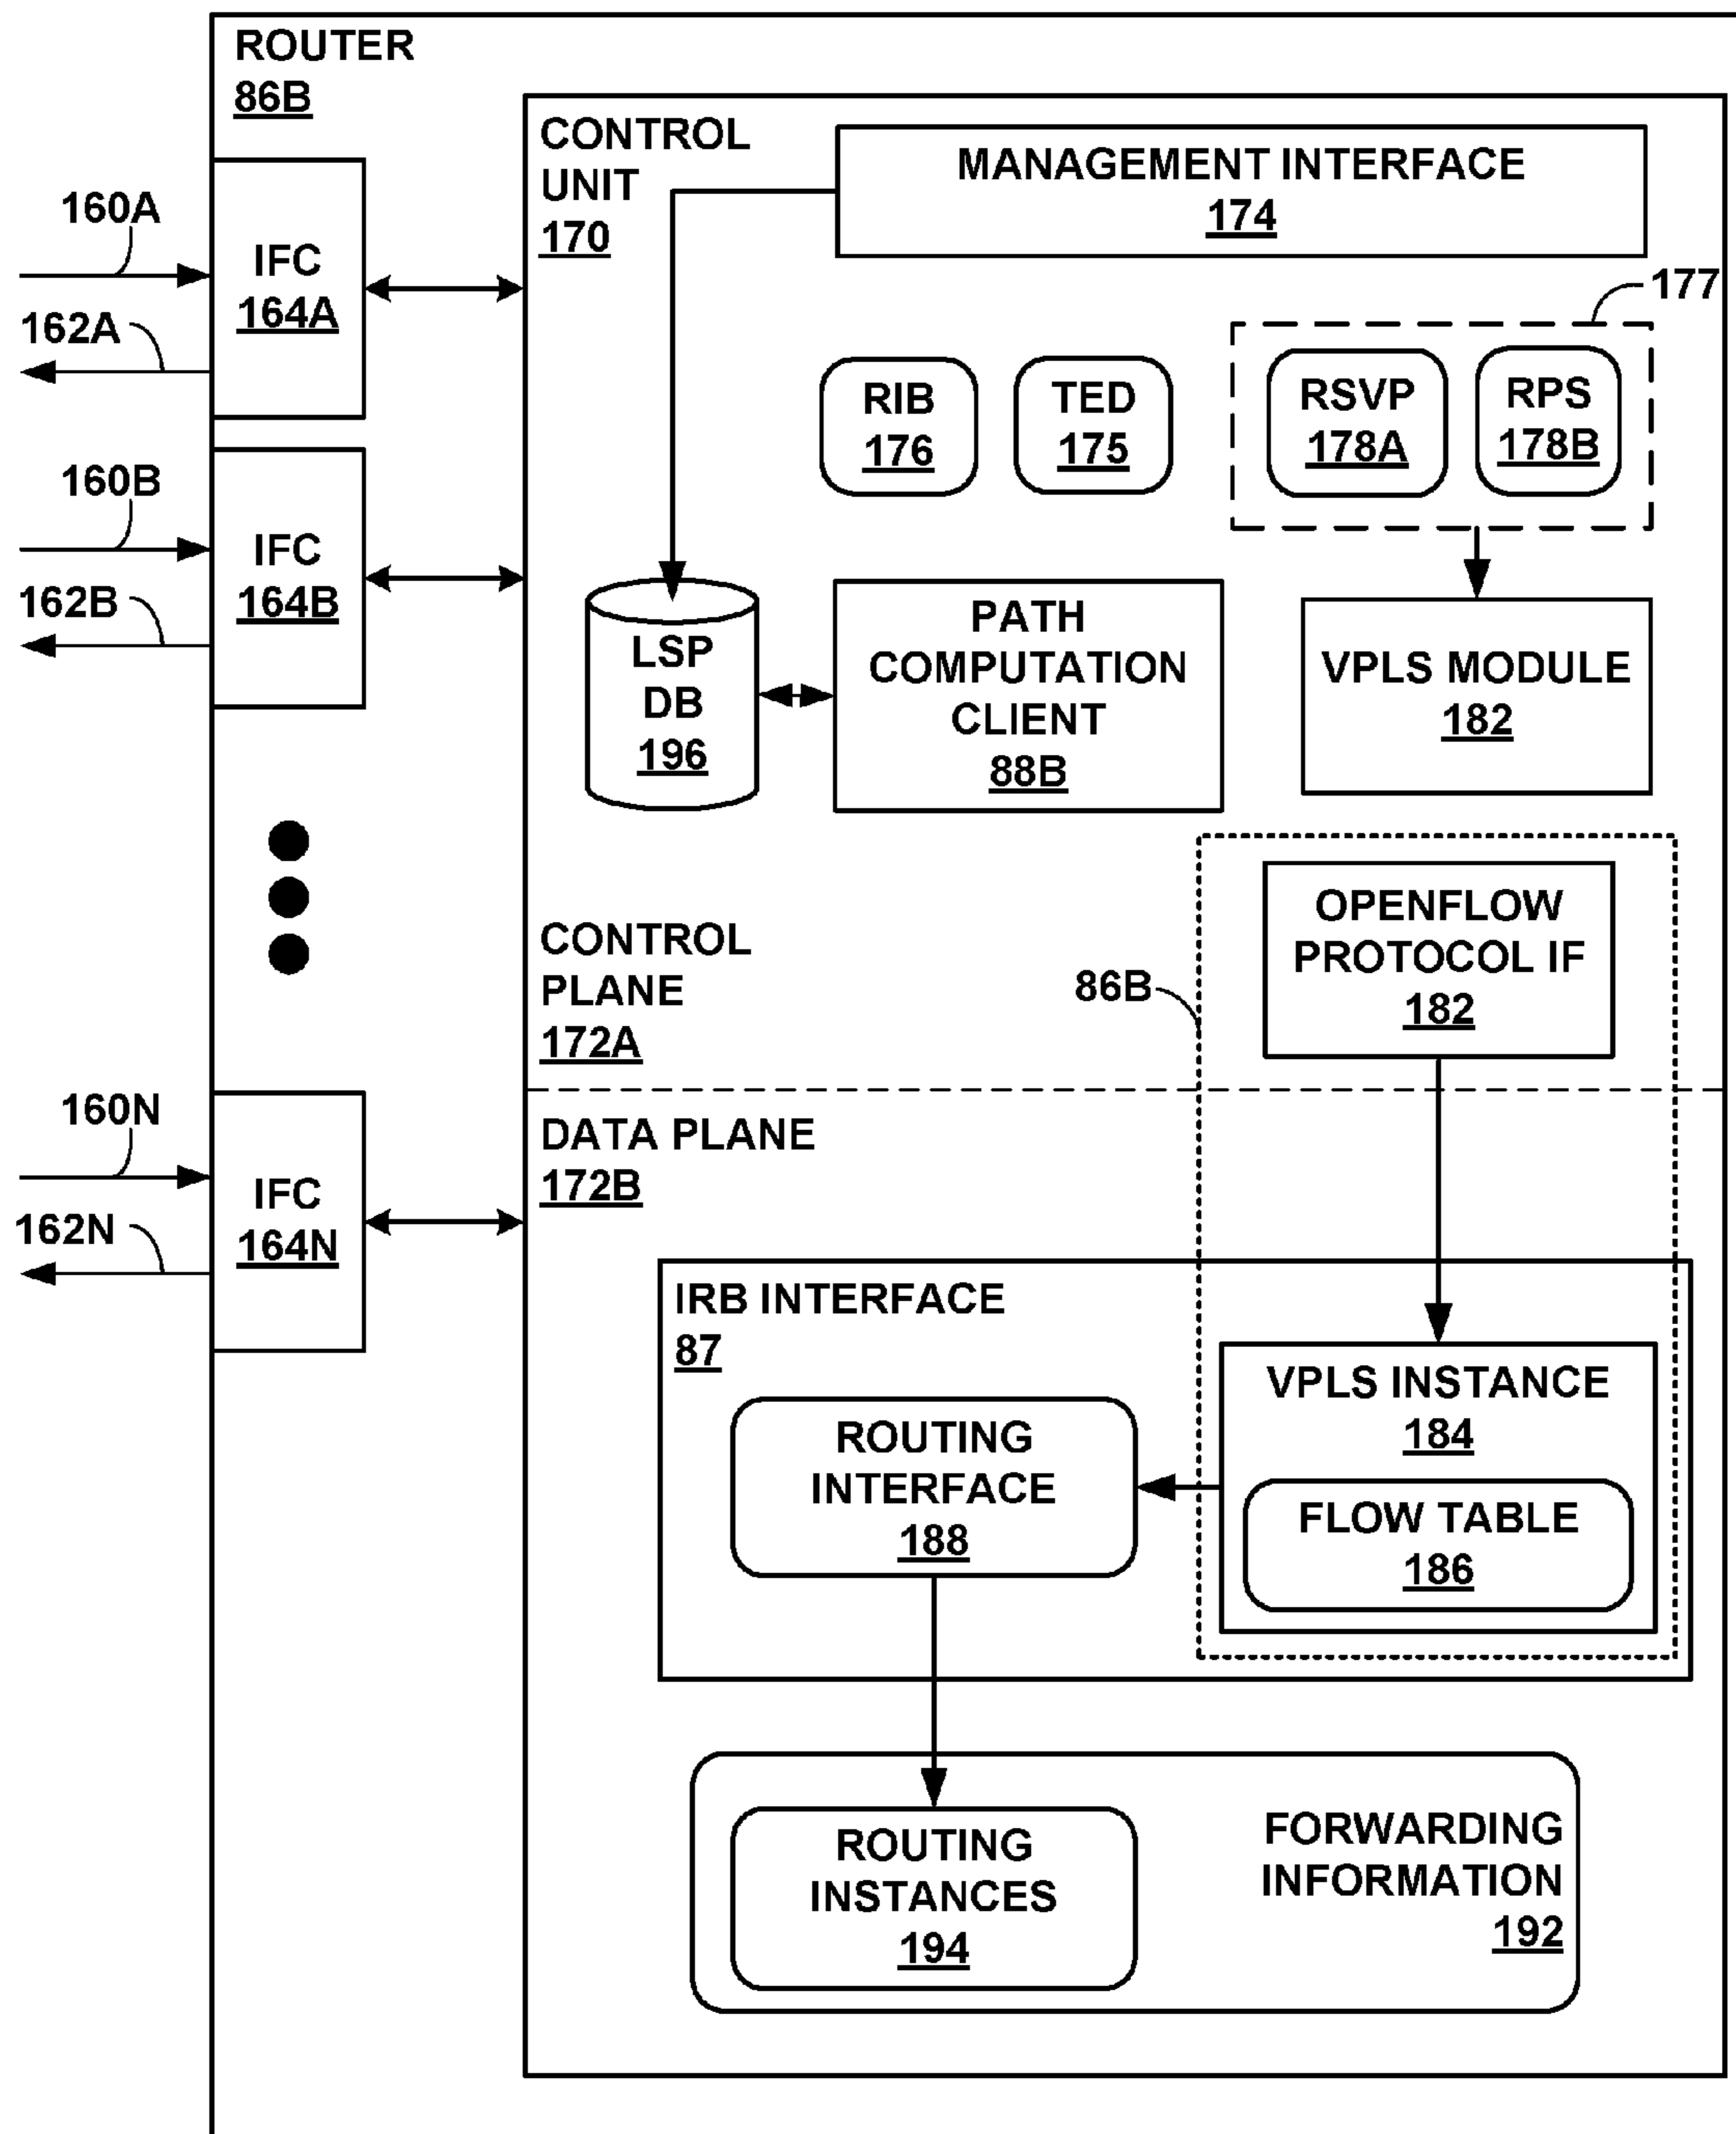 ROUTER
86B
CONTROL
UNIT
170
MANAGEMENT INTERFACE
174
160A
162A
IFC
164A
177
RIB
176
TED
175
RSVP
178A
RPS
178B
160B
162B
IFC
164B
LSP
DB
196
PATH
COMPUTATION
CLIENT
88B
VPLS MODULE
182
OPENFLOW
PROTOCOL IF
182
86B
CONTROL
PLANE
172A
160N
162N
IFC
164N
DATA PLANE
172B
IRB INTERFACE
87
VPLS INSTANCE
184
FLOW TABLE
186
ROUTING
INTERFACE
188
ROUTING
INSTANCES
194
FORWARDING
INFORMATION
192